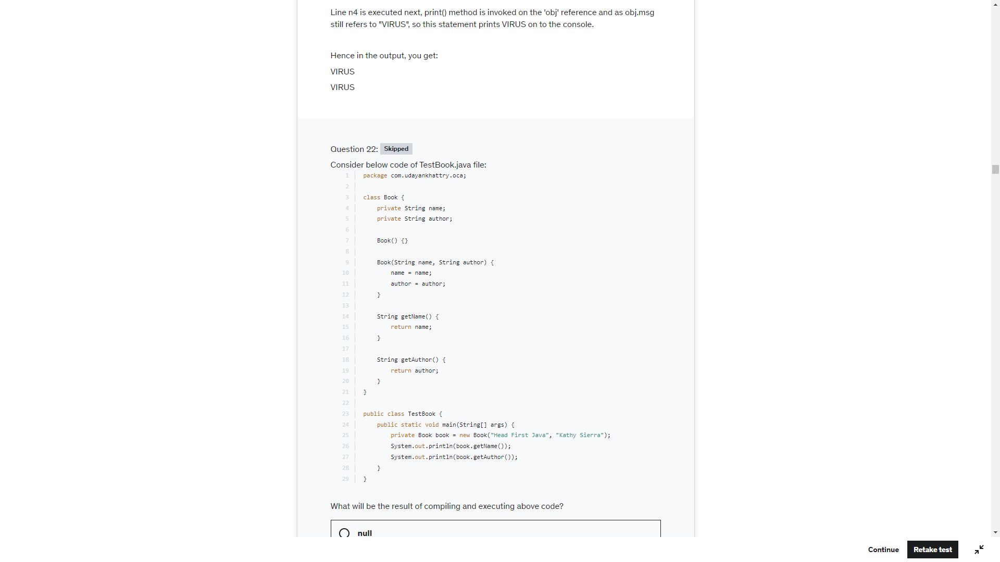 Line n4 is executed next, print() method is invoked on the 'obj' reference and as obj.msg
still refers to "VIRUS", so this statement prints VIRUS on to the console.
Hence in the output, you get:
VIRUS
VIRUS
Question 22: Skipped
Consider below code of TestBook.java file:
1 package com.udayankhattry.oca;
2
3 class Book {
4 private String name;
5 private String author;
6
7 Book() {}
8
9 Book(String name, String author) {
10 name = name;
11 author = author;
12 }
13
14 String getName() {
15 return name;
16 }
17
18 String getAuthor() {
19 return author;
20 }
21 }
22
23 public class TestBook {
24 public static void main(String[] args) {
25 private Book book = new Book("Head First Java", "Kathy Sierra");
26 System.out.println(book.getName());
27 System.out.println(book.getAuthor());
28 }
29 }
What will be the result of compiling and executing above code?
null
Continue Retake test